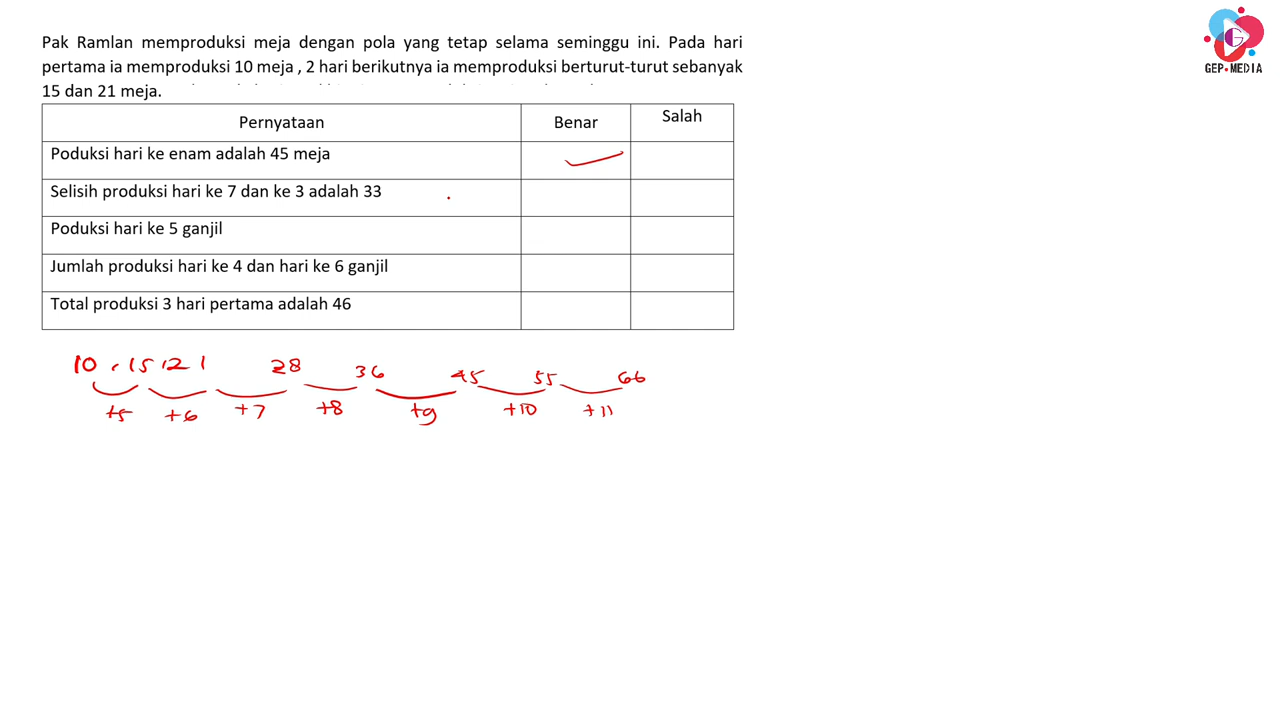 Pak Ramlan memproduksi meja dengan pola yang tetap selama seminggu ini. Pada hari
pertama ia memproduksi 10 meja , 2 hari berikutnya ia memproduksi berturut-turut sebanyak
15 dan 21 meja.
Pernyataan Benar Salah
Poduksi hari ke enam adalah 45 meja
Selisih produksi hari ke 7 dan ke 3 adalah 33
Poduksi hari ke 5 ganjil
Jumlah produksi hari ke 4 dan hari ke 6 ganjil
Total produksi 3 hari pertama adalah 46
10 , 15 , 21 28 36 45 55 66
+5 +6 +7 +8 +9 +10 +11
G
GEP•MEDIA